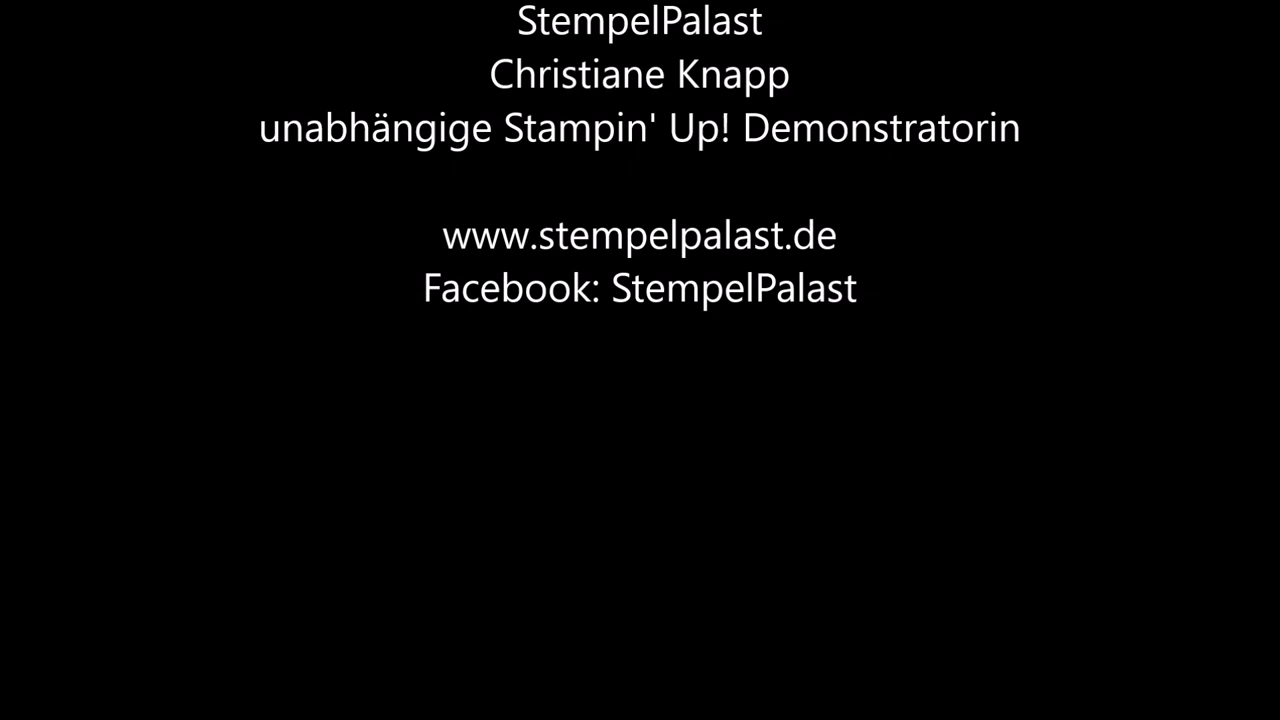 StempelPalast
Christiane Knapp
unabhängige Stampin' Up! Demonstratorin
www.stempelpalast.de
Facebook: StempelPalast